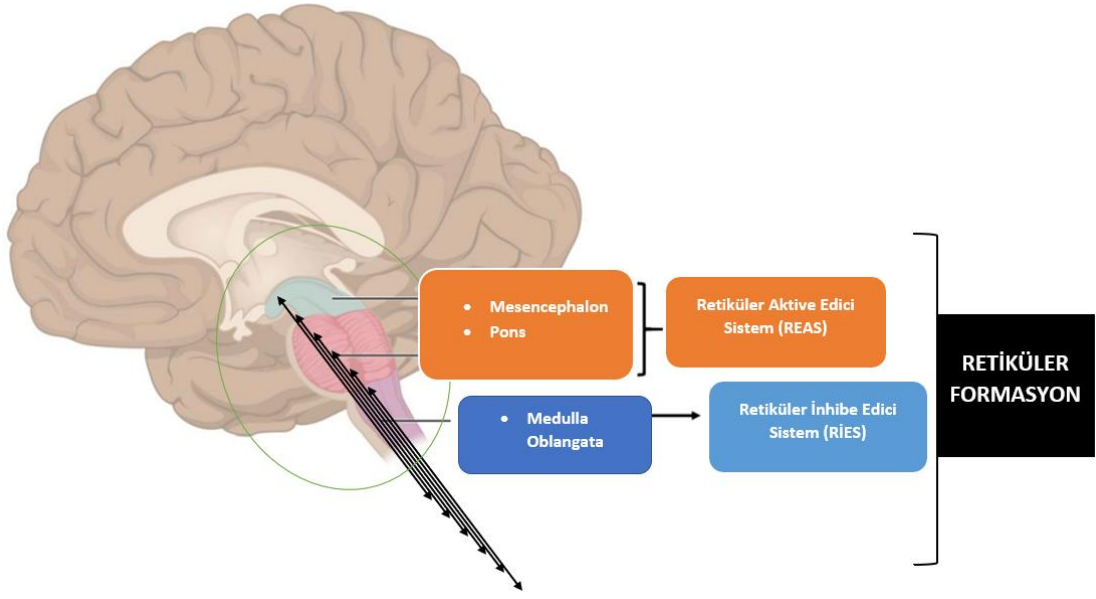 Mesencephalon
Pons
Retiküler Aktive Edici
Sistem (REAS)
Medulla
Oblangata
Retiküler İnhibe Edici
Sistem (RİES)
RETİKÜLER
FORMASYON